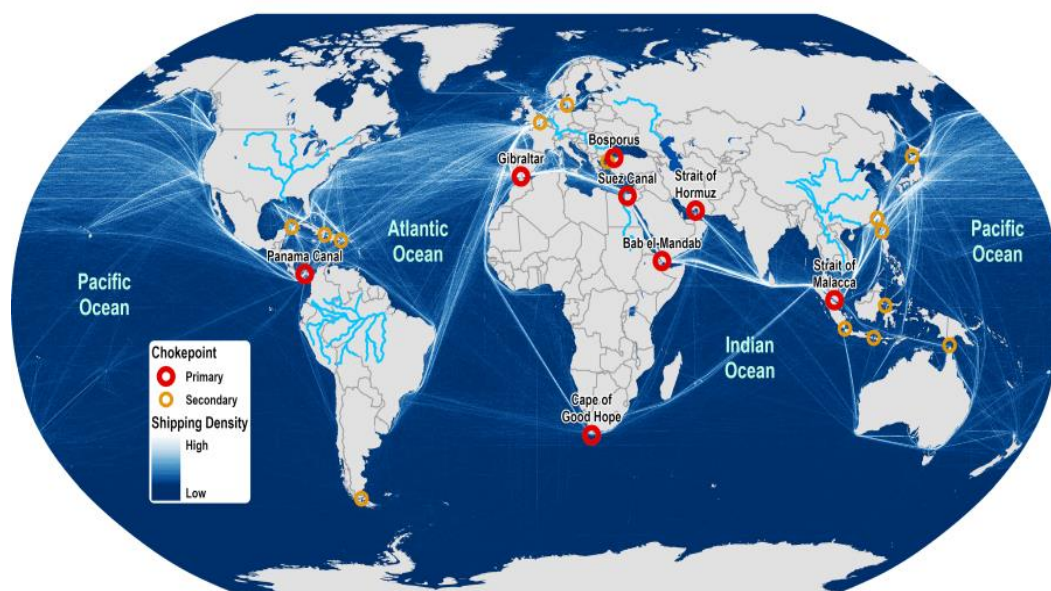 Bosporus
Gibraltar
Suez Canal
Strait of
Hormuz
Atlantic
Ocean
Bab el-Mandab
Pacific
Ocean
Panama Canal
Strait of
Malacca
Pacific
Ocean
Indian
Ocean
Chokepoint
Primary
Secondary
Shipping Density
High
Low
Cape of
Good Hope